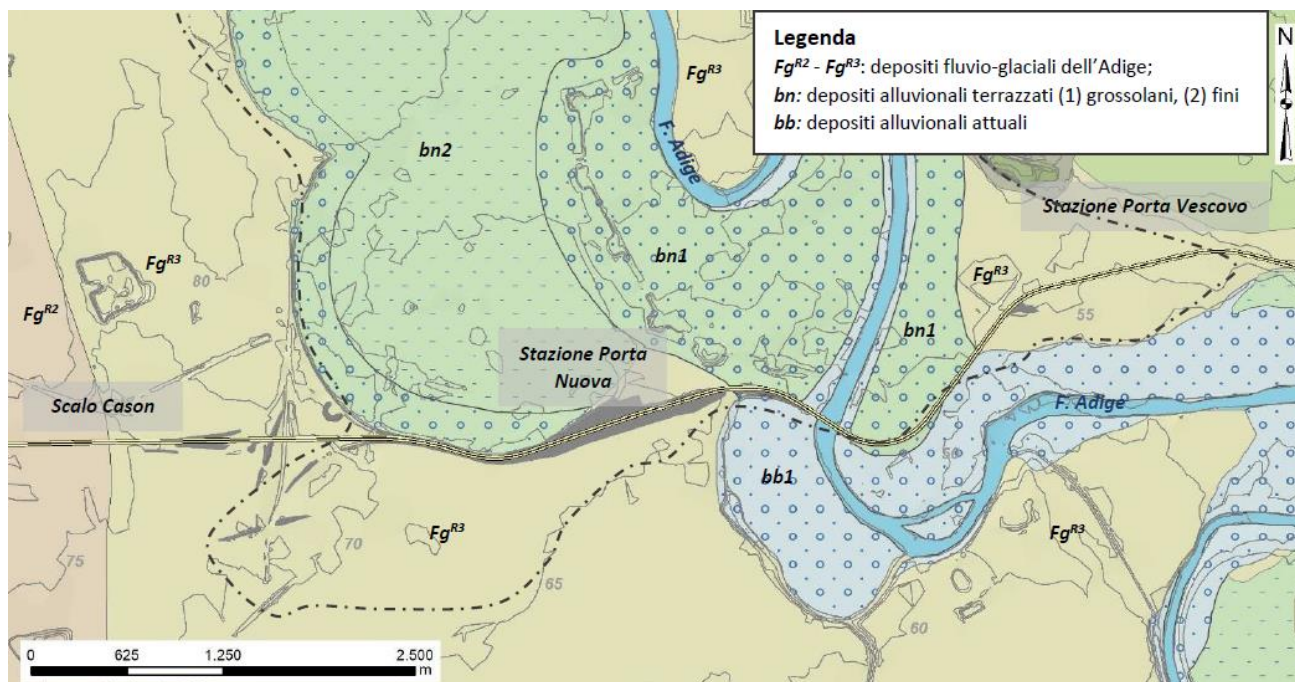 Legenda
Fg^R2 - Fg^R3: depositi fluvio-glaciali dell'Adige;
bn: depositi alluvionali terrazzati (1) grossolani, (2) fini
bb: depositi alluvionali attuali
N
Fg^R3
F. Adige
bn2
Stazione Porta Vescovo
bn1
Fg^R3
80
Fg^R3
Fg^R2
55
bn1
Stazione Porta
Nuova
Scalo Cason
F. Adige
50
bb1
Fg^R3
70
Fg^R3
75
65
60
0 625 1.250 2.500
m